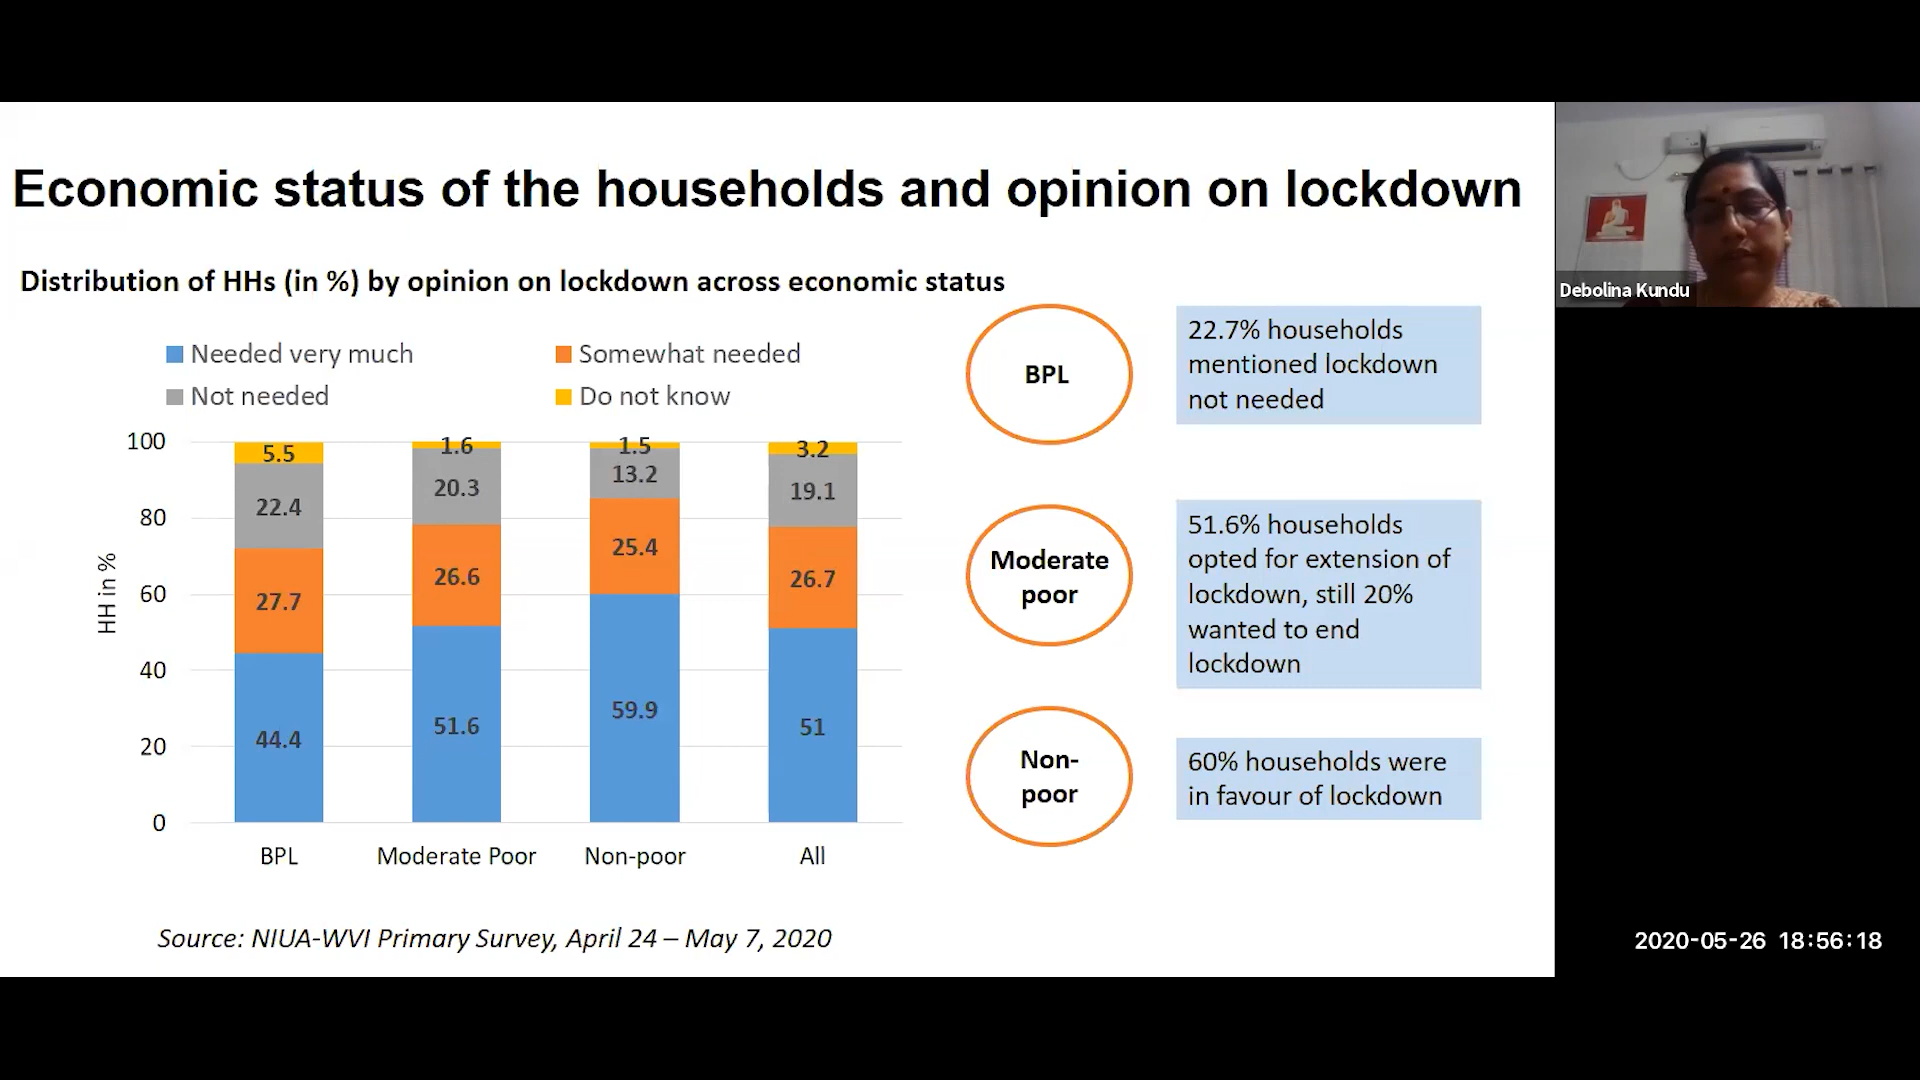 Economic status of the households and opinion on lockdown
Distribution of HHs (in %) by opinion on lockdown across economic status
Needed very much
Somewhat needed
Not needed
Do not know
HH in %
100
80
60
40
20
0
5.5
22.4
27.7
44.4
1.6
20.3
26.6
51.6
1.5
13.2
25.4
59.9
3.2
19.1
26.7
51
BPL
Moderate Poor
Non-poor
All
Source: NIUA-WVI Primary Survey, April 24 – May 7, 2020
BPL
22.7% households
mentioned lockdown
not needed
Moderate
poor
51.6% households
opted for extension of
lockdown, still 20%
wanted to end
lockdown
Non-
poor
60% households were
in favour of lockdown
Debolina Kundu
2020-05-26 18:56:18